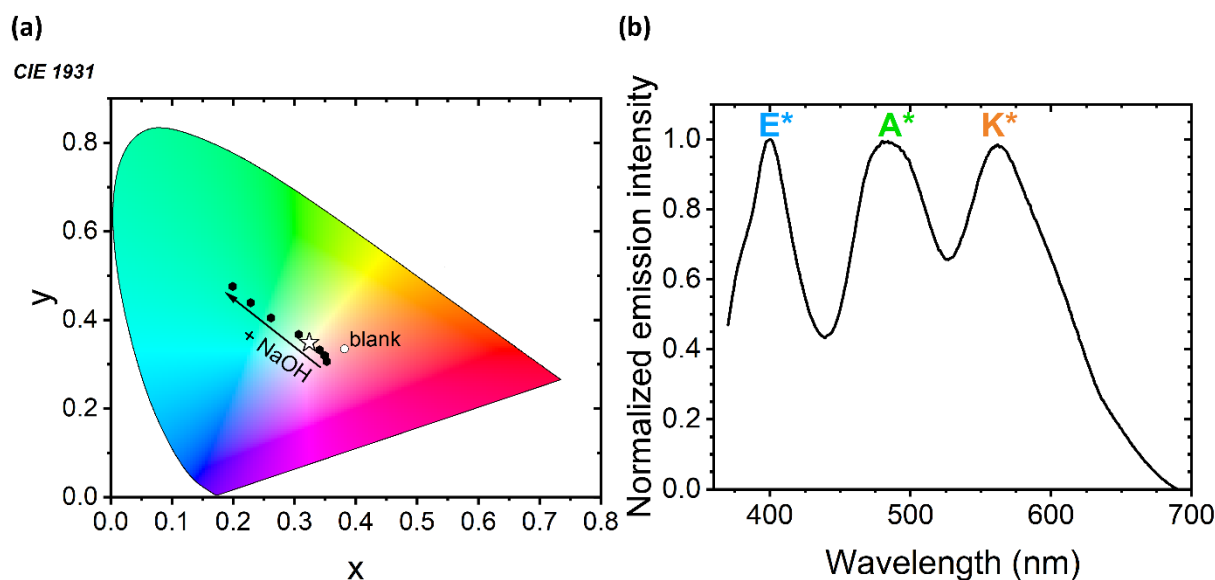 (a)
CIE 1931
0.8
0.6
0.4
0.2
0.0
y
0.0 0.1 0.2 0.3 0.4 0.5 0.6 0.7 0.8
x
+ NaOH
blank
(b)
E* A* K*
1.0
0.8
0.6
0.4
0.2
0.0
Normalized emission intensity
400 500 600 700
Wavelength (nm)